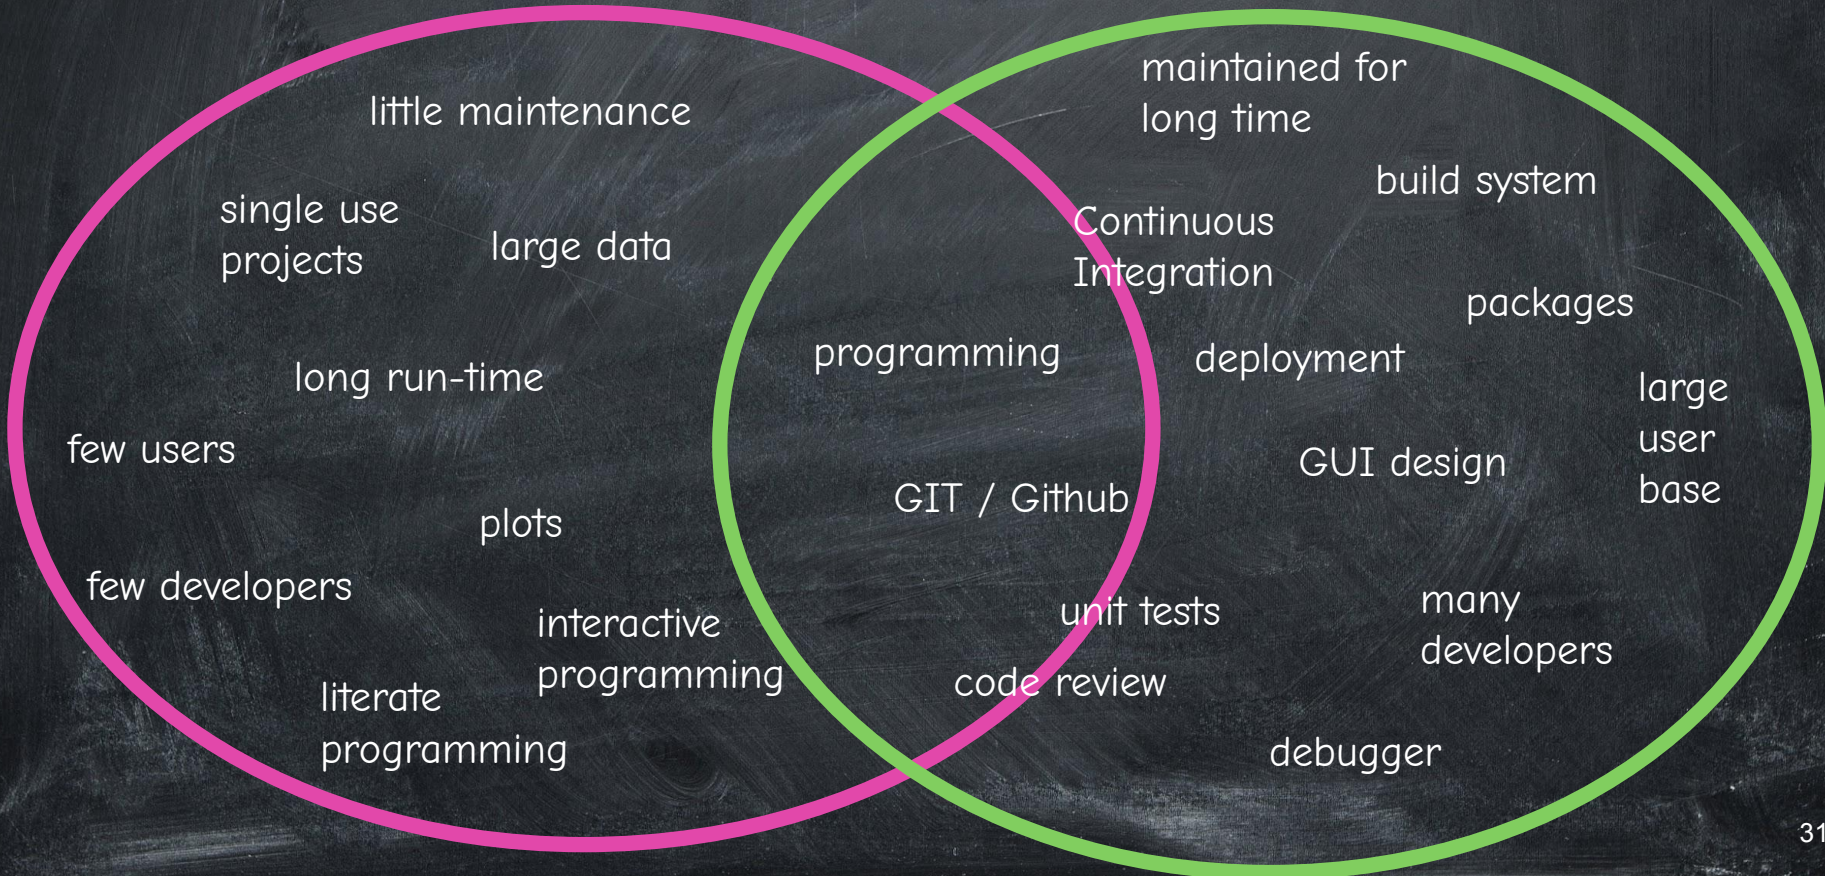 little maintenance
single use
projects
large data
long run-time
few users
plots
few developers
interactive
programming
literate
programming
programming
GIT / Github
Continuous
Integration
unit tests
code review
maintained for
long time
build system
packages
deployment
large
user
base
GUI design
many
developers
debugger
31